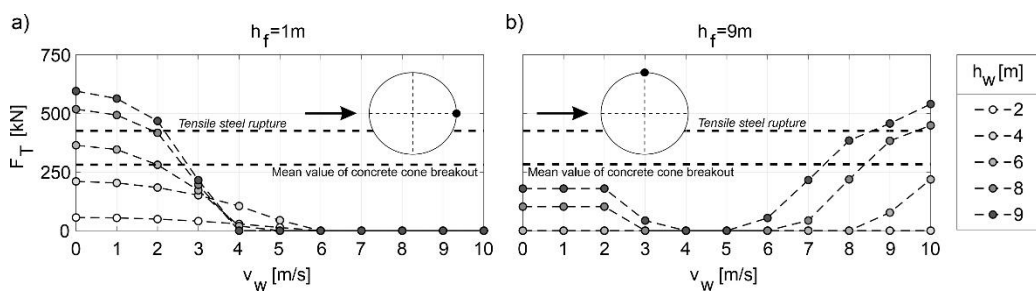 a)
h_f=1m
b)
h_f=9m
750
500
250
0
F_T [kN]
Tensile steel rupture
Mean value of concrete cone breakout
0 1 2 3 4 5 6 7 8 9 10
v_w [m/s]
Tensile steel rupture
Mean value of concrete cone breakout
0 1 2 3 4 5 6 7 8 9 10
v_w [m/s]
h_w [m]
-2
-4
-6
-8
-9